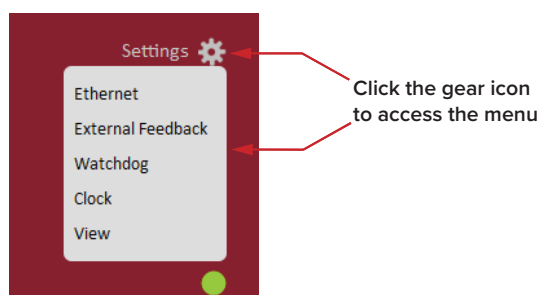 Settings
Ethernet
External Feedback
Watchdog
Clock
View
Click the gear icon
to access the menu